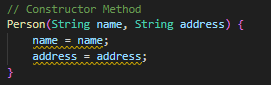 // Constructor Method
Person(String name, String address) {
    name = name;
    address = address;
}